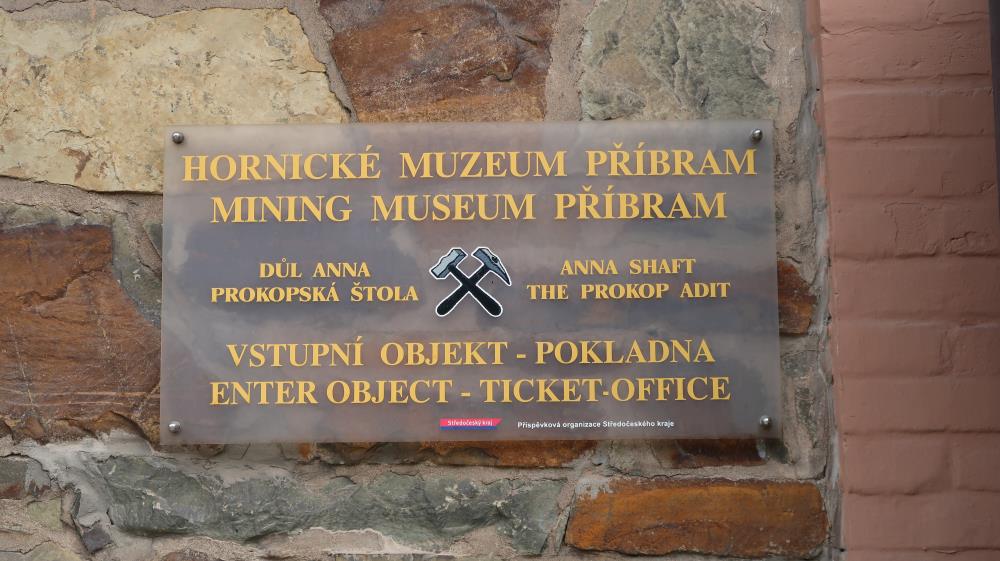 HORNICKÉ MUZEUM PŘÍBRAM
MINING MUSEUM PŘÍBRAM
DŮL ANNA
PROKOPSKÁ ŠTOLA
ANNA SHAFT
THE PROKOP ADIT
VSTUPNÍ OBJEKT - POKLADNA
ENTER OBJECT - TICKET-OFFICE
Středočeský kraj
Příspěvková organizace Středočeského kraje